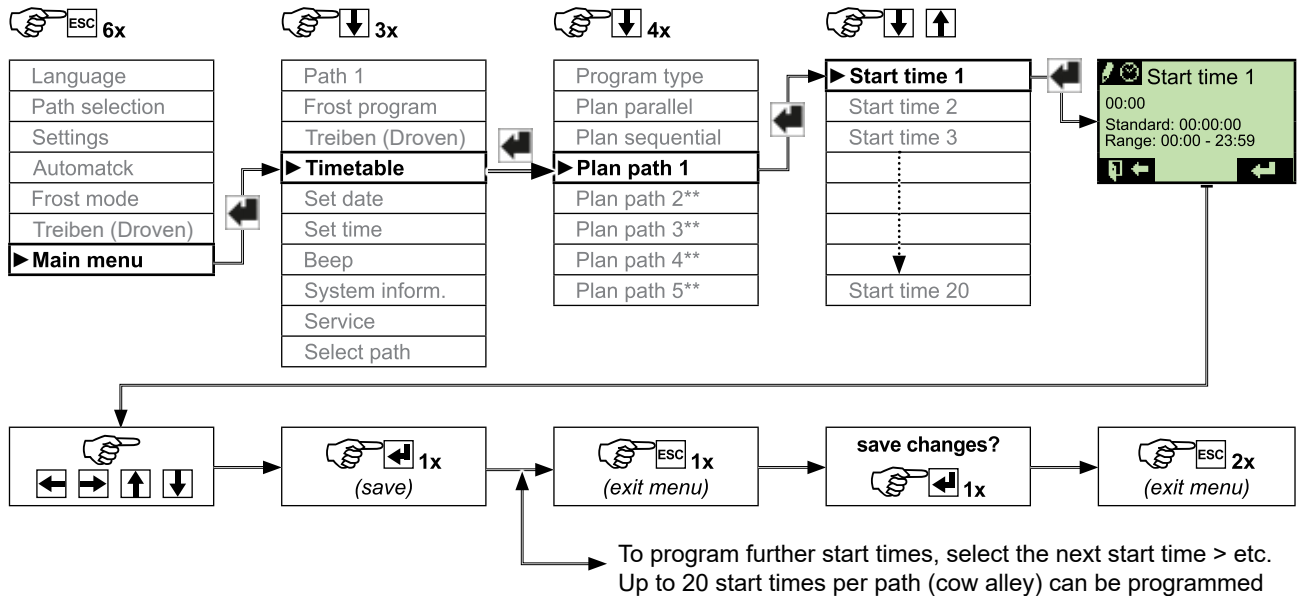 ESC 6x
3x
4x
Language
Path selection
Settings
Automatck
Frost mode
Treiben (Droven)
Main menu
Path 1
Frost program
Treiben (Droven)
Timetable
Set date
Set time
Beep
System inform.
Service
Select path
Program type
Plan parallel
Plan sequential
Plan path 1
Plan path 2**
Plan path 3**
Plan path 4**
Plan path 5**
Start time 1
Start time 2
Start time 3
Start time 20
Start time 1
00:00
Standard: 00:00:00
Range: 00:00 - 23:59
1x
(save)
ESC 1x
(exit menu)
save changes?
1x
ESC 2x
(exit menu)
To program further start times, select the next start time > etc.
Up to 20 start times per path (cow alley) can be programmed